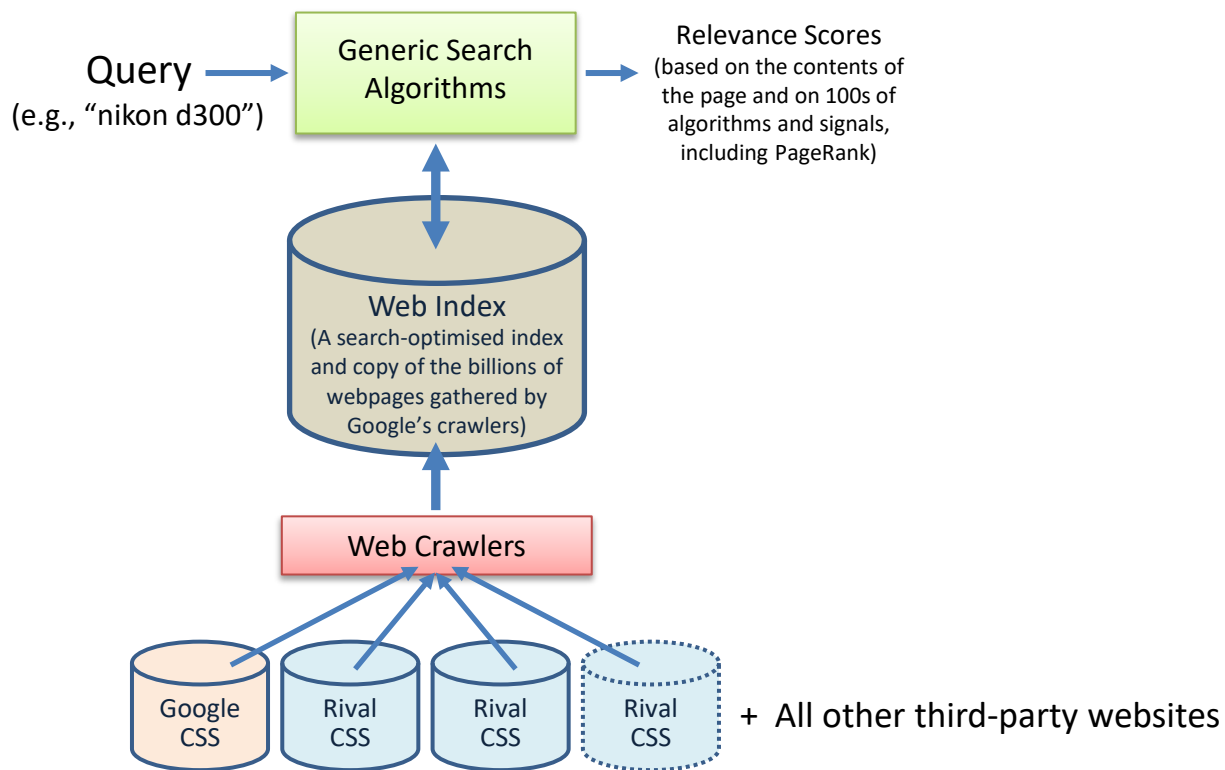 Query
(e.g., “nikon d300”)
Generic Search
Algorithms
Relevance Scores
(based on the contents of
the page and on 100s of
algorithms and signals,
including PageRank)
Web Index
(A search-optimised index
and copy of the billions of
webpages gathered by
Google’s crawlers)
Web Crawlers
Google
CSS
Rival
CSS
Rival
CSS
Rival
CSS
+ All other third-party websites